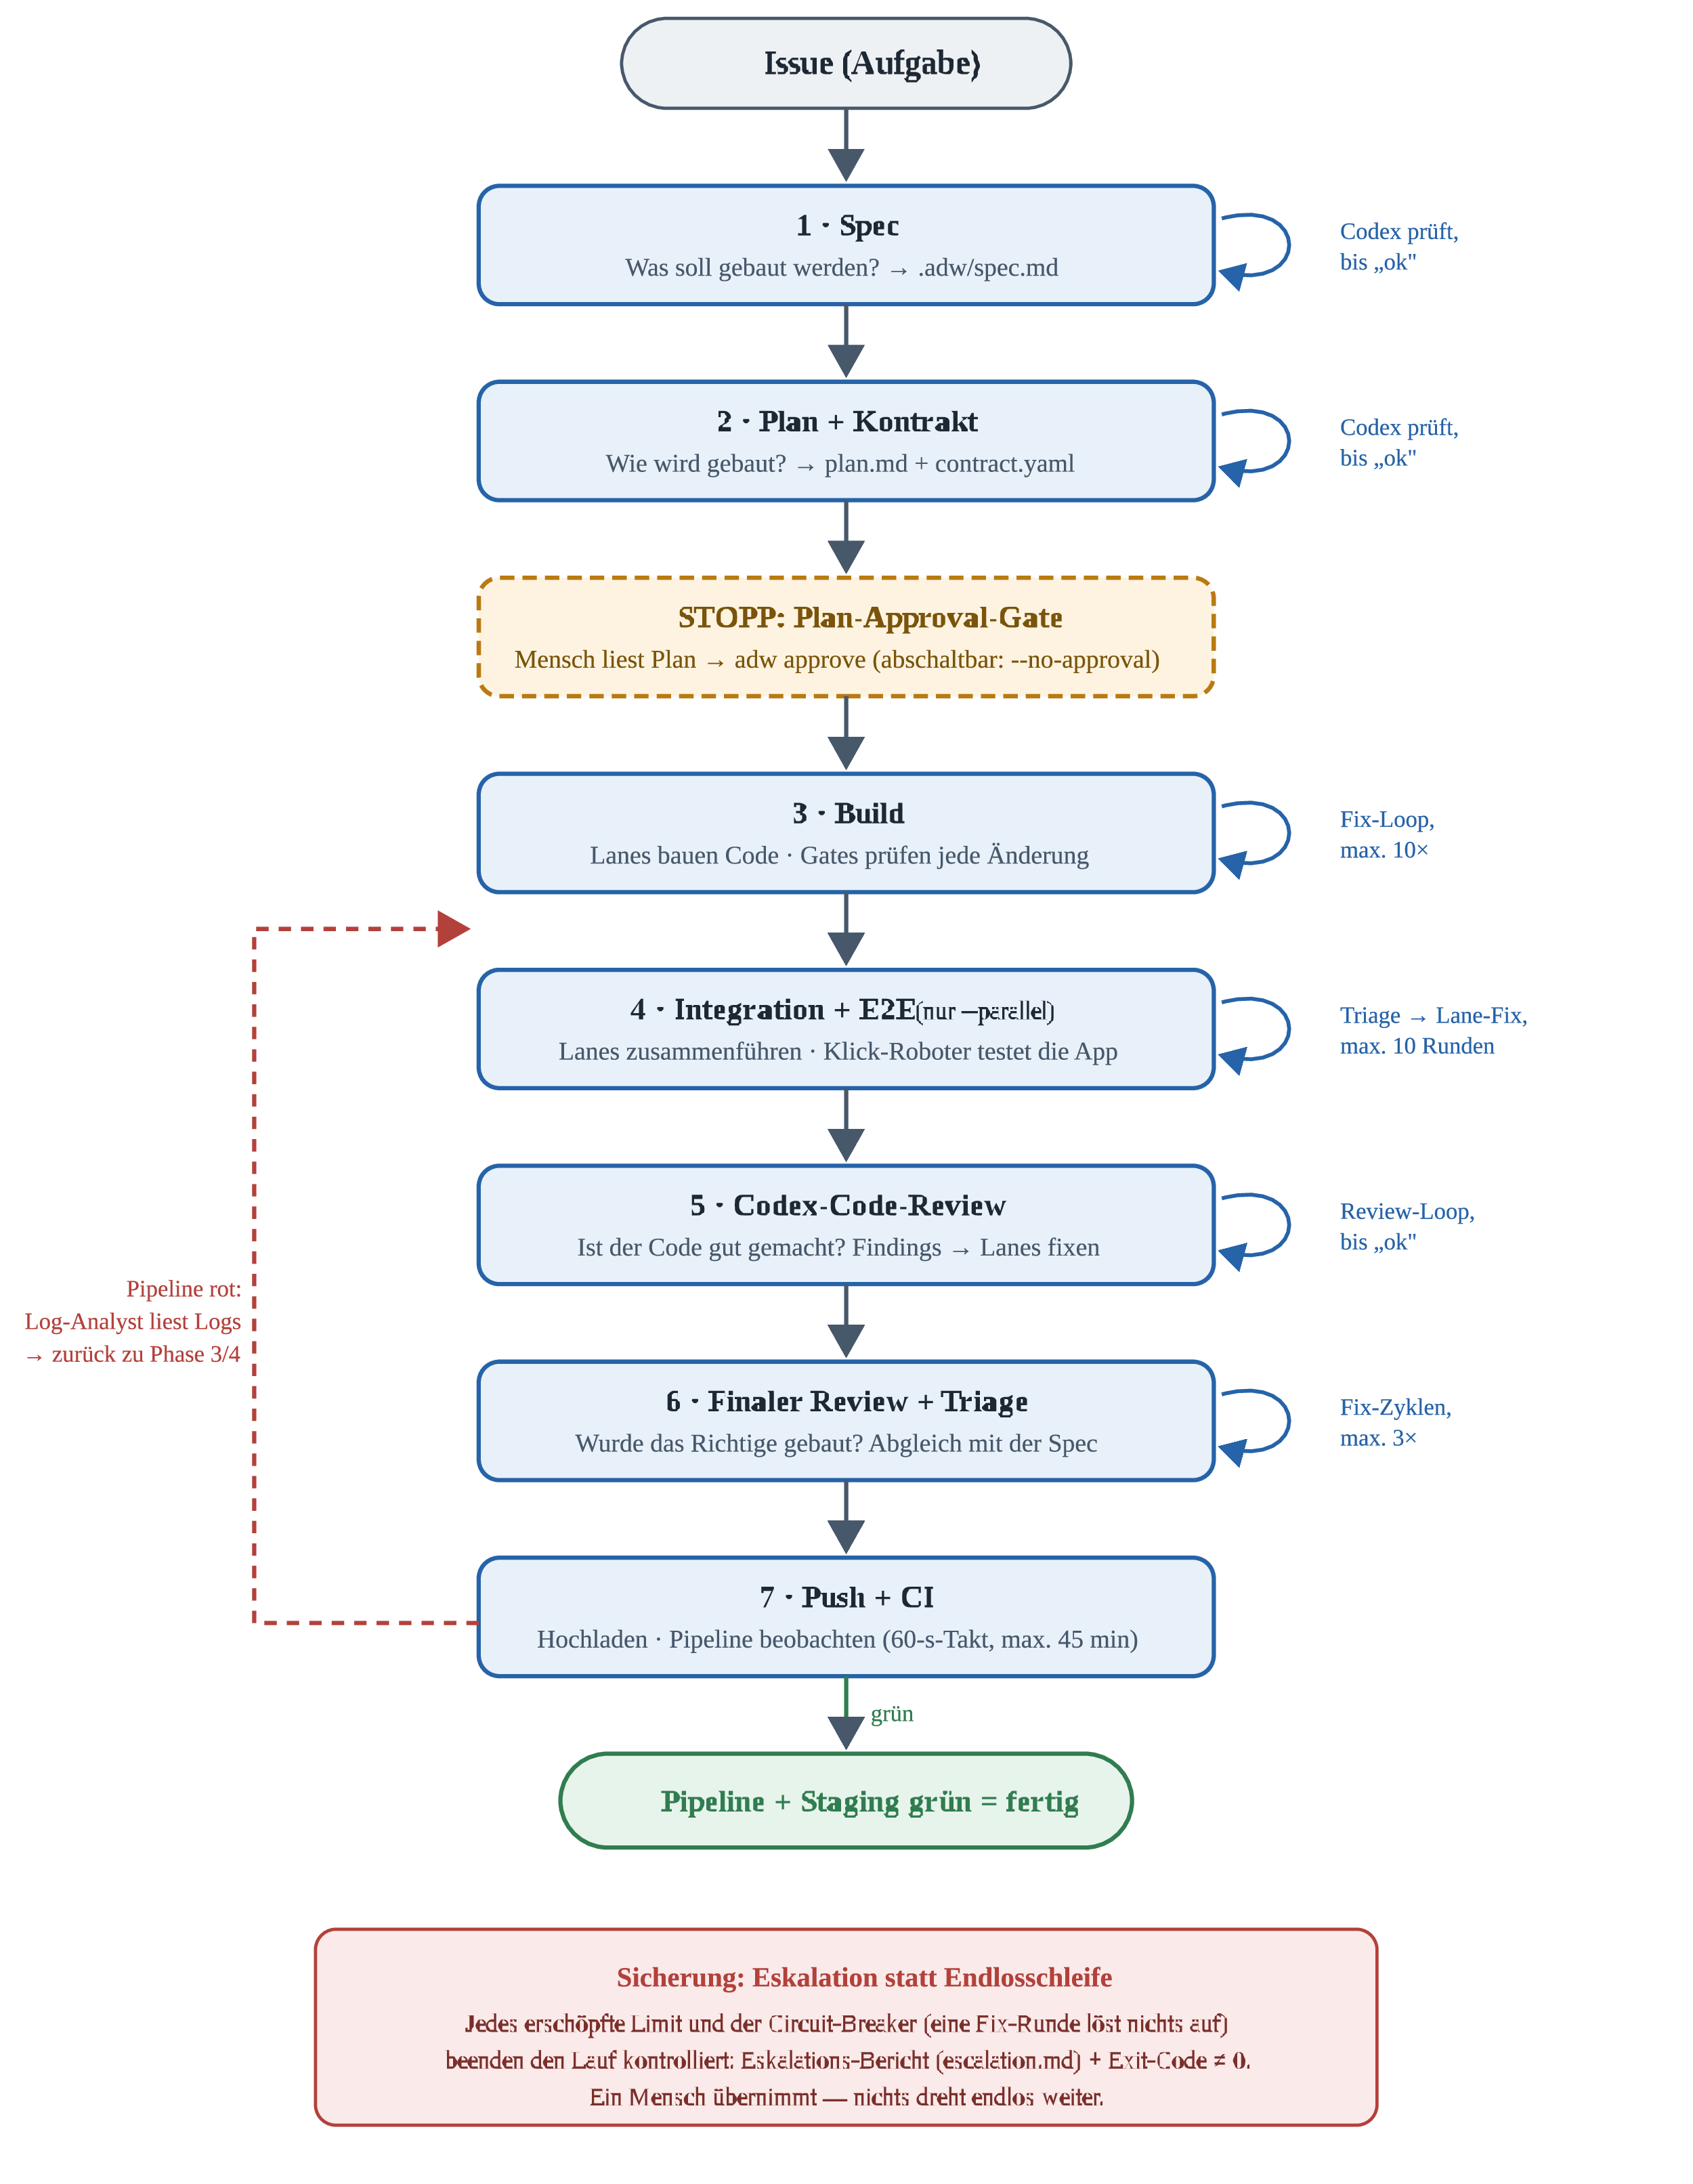 Issue (Aufgabe)
1 · Spec
Was soll gebaut werden? → .adw/spec.md
Codex prüft,
bis „ok"
2 · Plan + Kontrakt
Wie wird gebaut? → plan.md + contract.yaml
Codex prüft,
bis „ok"
STOPP: Plan-Approval-Gate
Mensch liest Plan → adw approve (abschaltbar: --no-approval)
3 · Build
Lanes bauen Code · Gates prüfen jede Änderung
Fix-Loop,
max. 10×
4 · Integration + E2E(nur —parallel)
Lanes zusammenführen · Klick-Roboter testet die App
Triage → Lane-Fix,
max. 10 Runden
5 · Codex-Code-Review
Ist der Code gut gemacht? Findings → Lanes fixen
Review-Loop,
bis „ok"
Pipeline rot:
Log-Analyst liest Logs
→ zurück zu Phase 3/4
6 · Finaler Review + Triage
Wurde das Richtige gebaut? Abgleich mit der Spec
Fix-Zyklen,
max. 3×
7 · Push + CI
Hochladen · Pipeline beobachten (60-s-Takt, max. 45 min)
grün
Pipeline + Staging grün = fertig
Sicherung: Eskalation statt Endlosschleife
Jedes erschöpfte Limit und der Circuit-Breaker (eine Fix-Runde löst nichts auf)
beenden den Lauf kontrolliert: Eskalations-Bericht (escalation.md) + Exit-Code ≠ 0.
Ein Mensch übernimmt — nichts dreht endlos weiter.